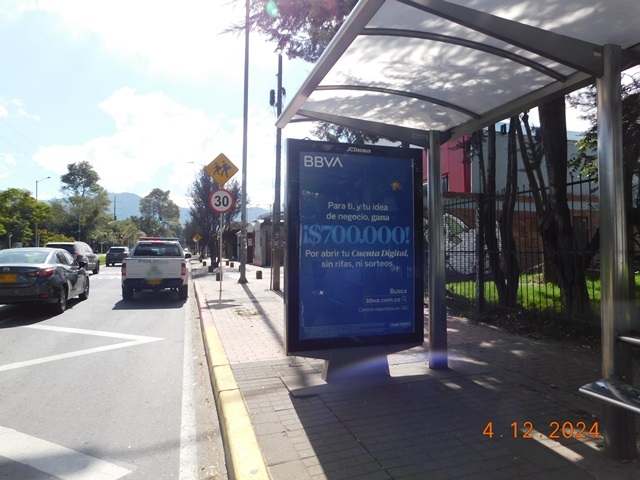 JCDecaux
BBVA
Para ti, y tu idea
de negocio, gana
¡$700.000!
Por abrir tu Cuenta Digital,
sin rifas, ni sorteos.
Busca
bbva.com.co
30
4.12.2024